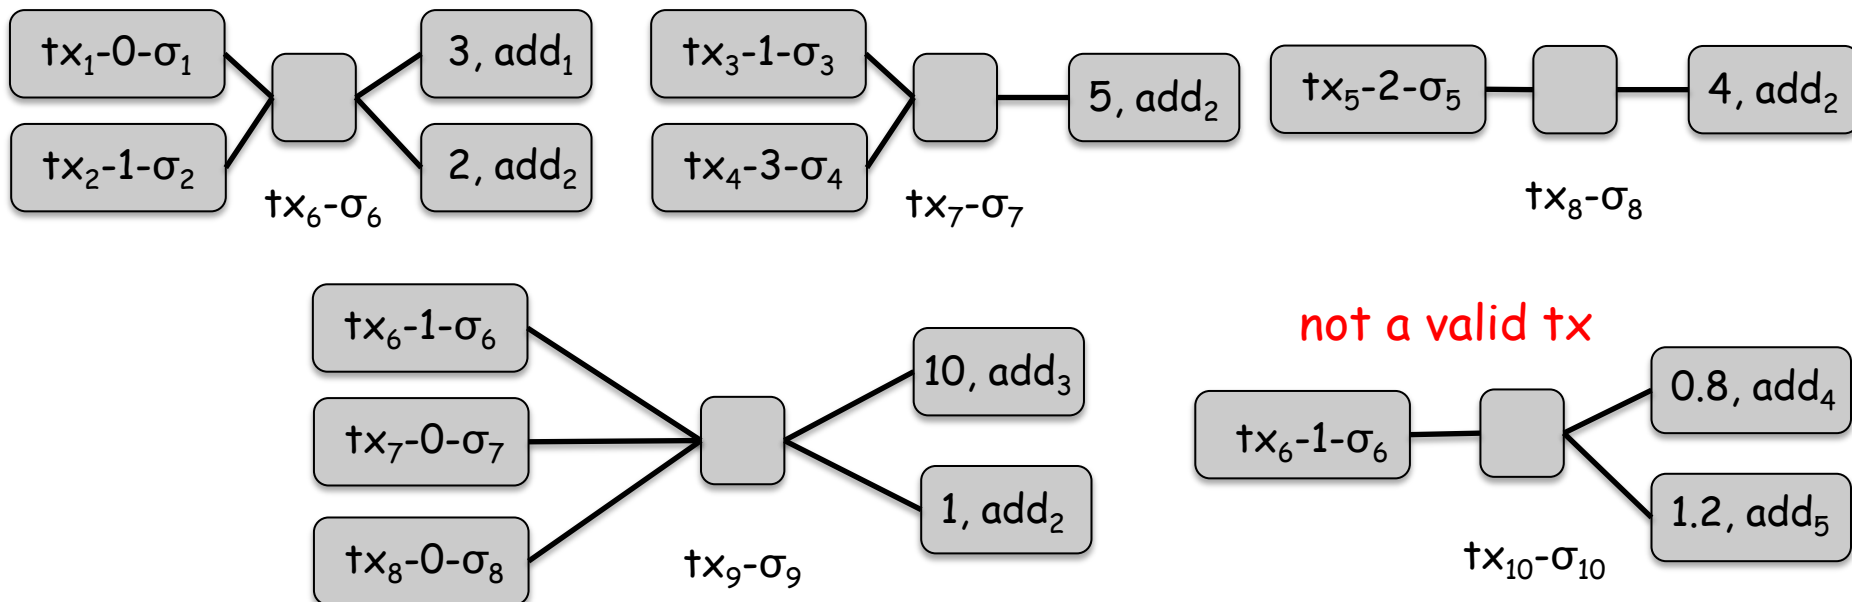 tx₁-0-σ₁
tx₂-1-σ₂
3, add₁
2, add₂
tx₆-σ₆
tx₃-1-σ₃
tx₄-3-σ₄
5, add₂
tx₇-σ₇
tx₅-2-σ₅
4, add₂
tx₈-σ₈
tx₆-1-σ₆
tx₇-0-σ₇
tx₈-0-σ₈
10, add₃
1, add₂
tx₉-σ₉
not a valid tx
tx₆-1-σ₆
0.8, add₄
1.2, add₅
tx₁₀-σ₁₀